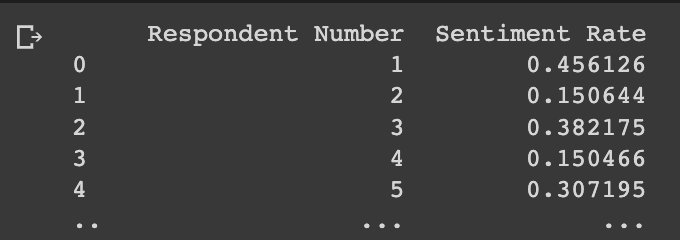 Respondent Number Sentiment Rate
0 1 0.456126
1 2 0.150644
2 3 0.382175
3 4 0.150466
4 5 0.307195
.. ... ...